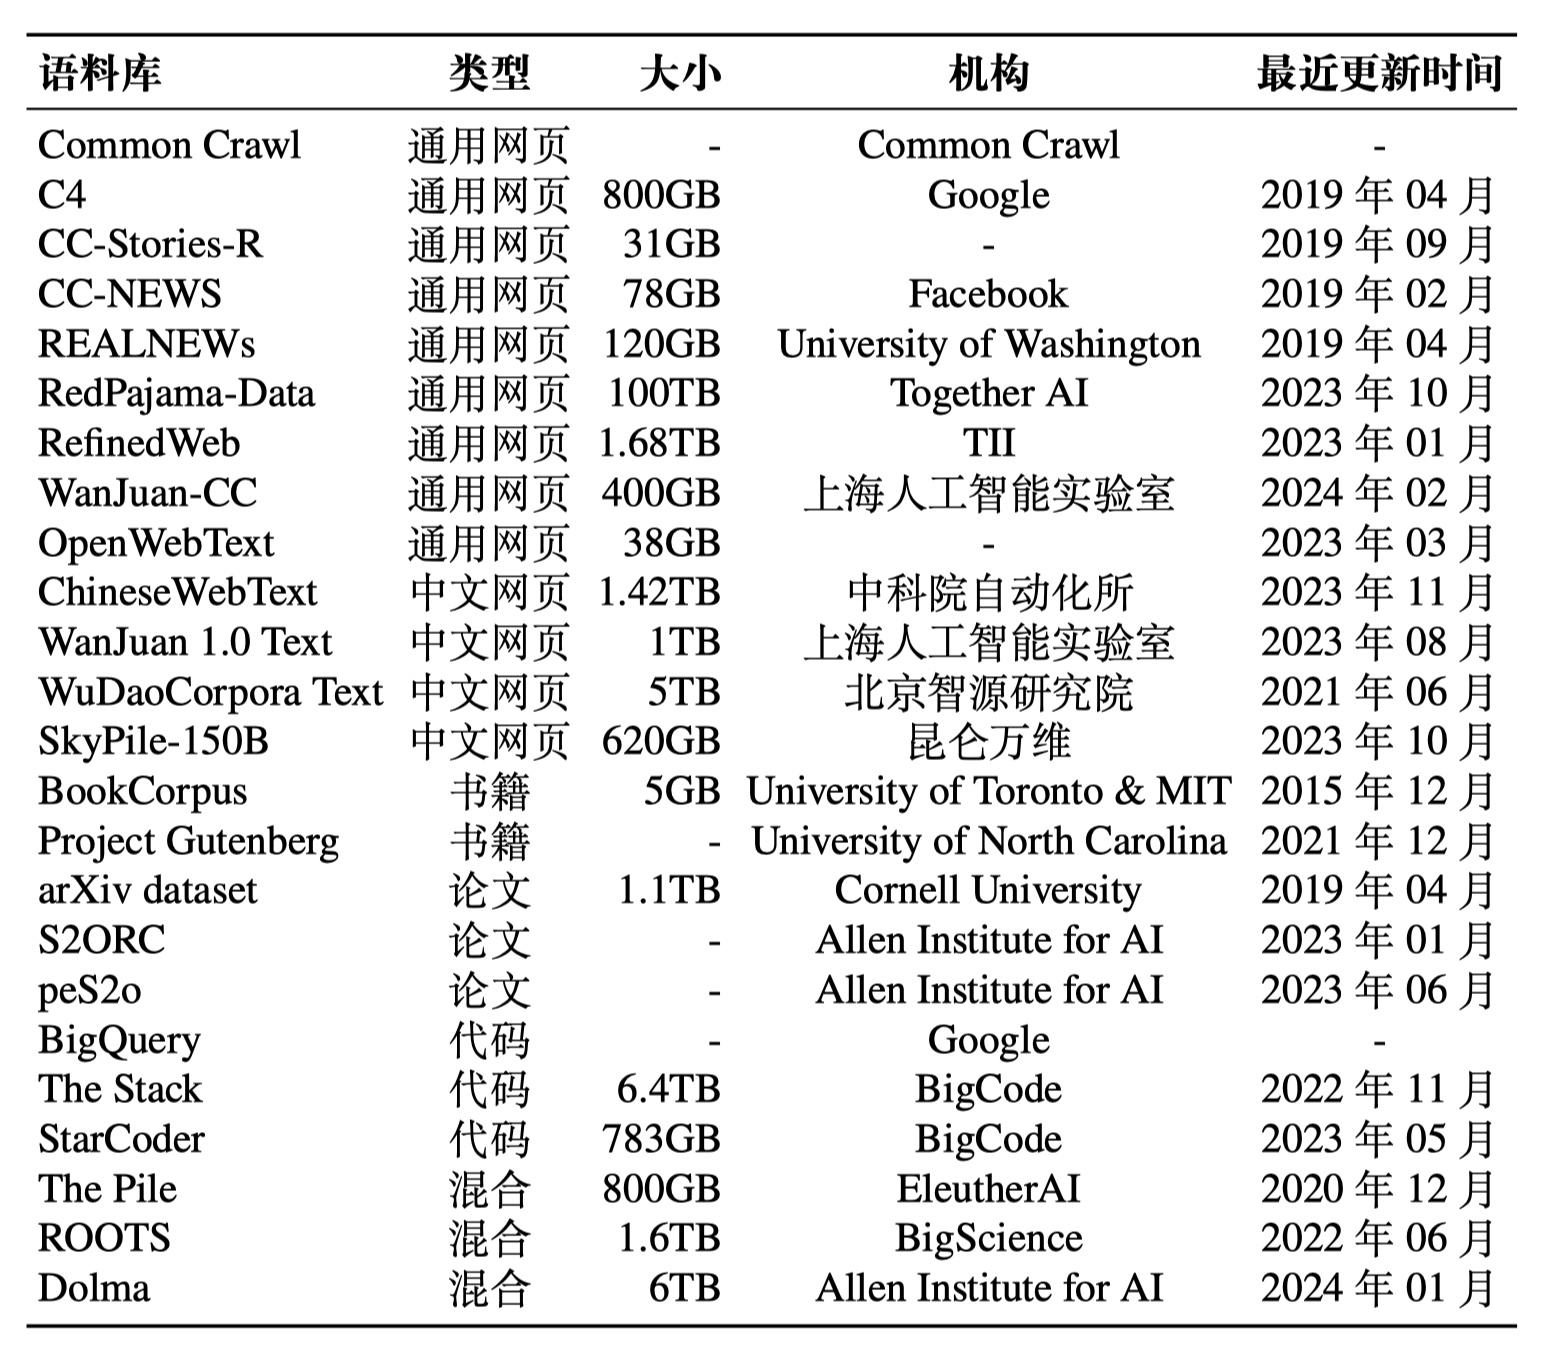 语料库 类型 大小 机构 最近更新时间
Common Crawl 通用网页 - Common Crawl -
C4 通用网页 800GB Google 2019 年 04 月
CC-Stories-R 通用网页 31GB - 2019 年 09 月
CC-NEWS 通用网页 78GB Facebook 2019 年 02 月
REALNEWs 通用网页 120GB University of Washington 2019 年 04 月
RedPajama-Data 通用网页 100TB Together AI 2023 年 10 月
RefinedWeb 通用网页 1.68TB TII 2023 年 01 月
WanJuan-CC 通用网页 400GB 上海人工智能实验室 2024 年 02 月
OpenWebText 通用网页 38GB - 2023 年 03 月
ChineseWebText 中文网页 1.42TB 中科院自动化所 2023 年 11 月
WanJuan 1.0 Text 中文网页 1TB 上海人工智能实验室 2023 年 08 月
WuDaoCorpora Text 中文网页 5TB 北京智源研究院 2021 年 06 月
SkyPile-150B 中文网页 620GB 昆仑万维 2023 年 10 月
BookCorpus 书籍 5GB University of Toronto & MIT 2015 年 12 月
Project Gutenberg 书籍 - University of North Carolina 2021 年 12 月
arXiv dataset 论文 1.1TB Cornell University 2019 年 04 月
S2ORC 论文 - Allen Institute for AI 2023 年 01 月
peS2o 论文 - Allen Institute for AI 2023 年 06 月
BigQuery 代码 - Google -
The Stack 代码 6.4TB BigCode 2022 年 11 月
StarCoder 代码 783GB BigCode 2023 年 05 月
The Pile 混合 800GB EleutherAI 2020 年 12 月
ROOTS 混合 1.6TB BigScience 2022 年 06 月
Dolma 混合 6TB Allen Institute for AI 2024 年 01 月